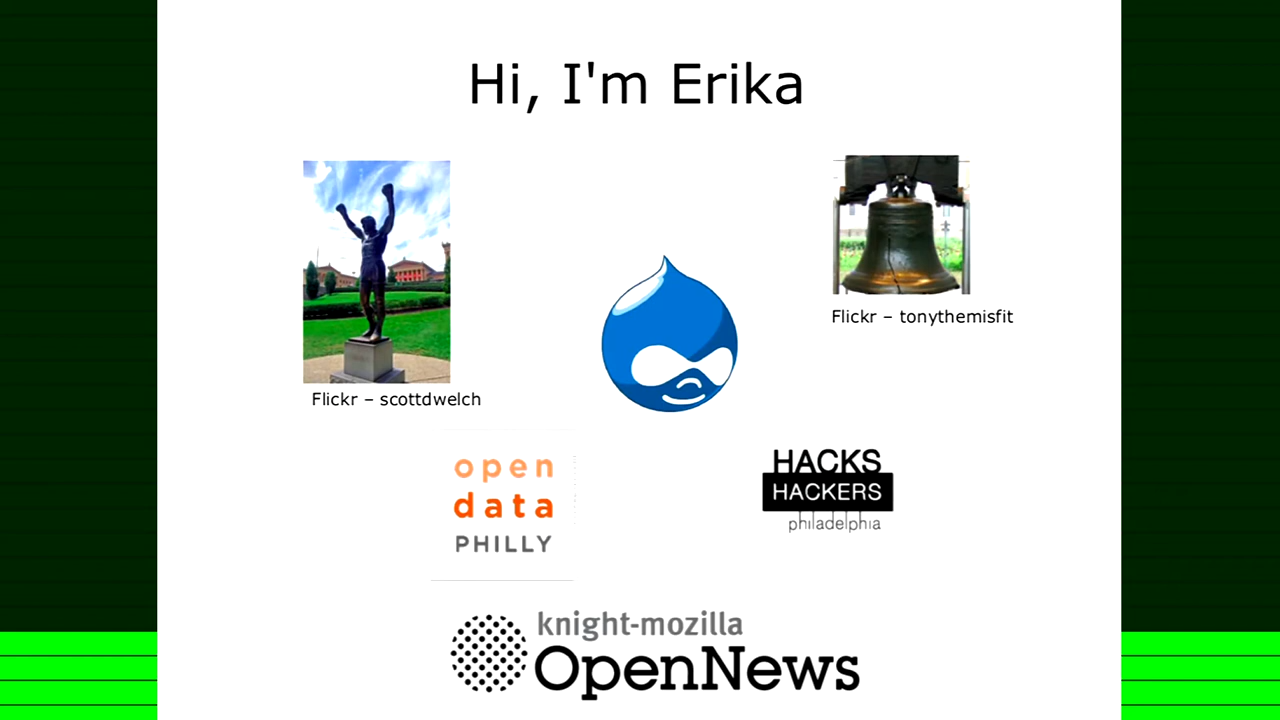 Hi, I'm Erika
Flickr – tonythemisfit
Flickr – scottdwelch
open
data
PHILLY
HACKS
HACKERS
philadelphia
knight-mozilla
OpenNews